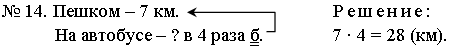 № 14. Пешком – 7 км. Решение:
На автобусе – ? в 4 раза б. 7 · 4 = 28 (км).